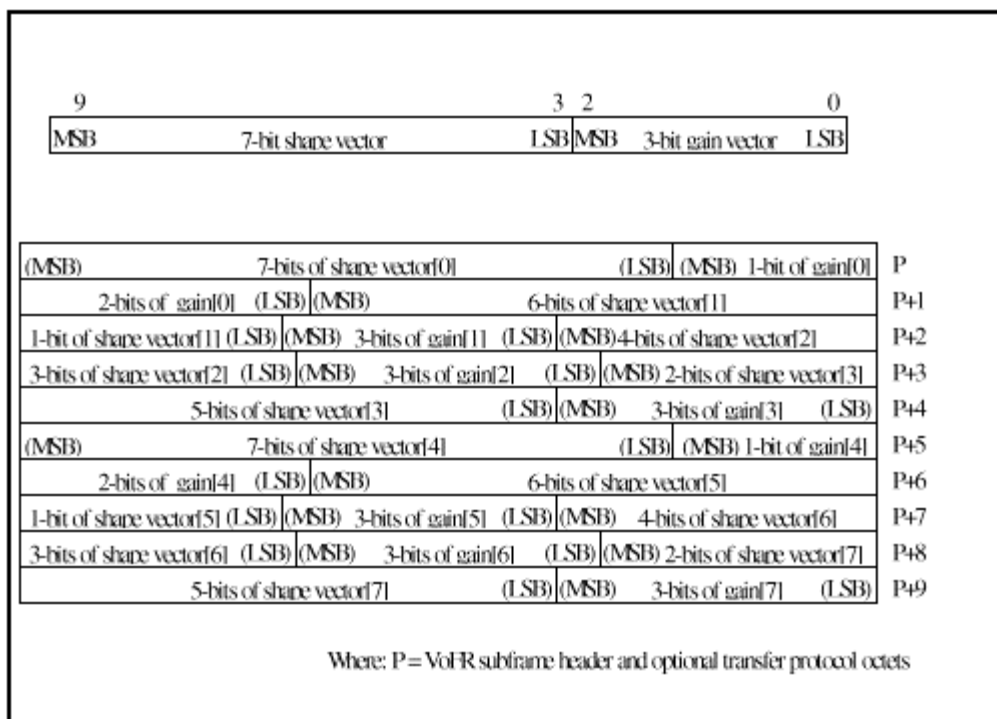 9 3 2 0
MSB 7-bit shape vector LSB MSB 3-bit gain vector LSB
(MSB) 7-bits of shape vector[0] (LSB) (MSB) 1-bit of gain[0] P
2-bits of gain[0] (LSB) (MSB) 6-bits of shape vector[1] P+1
1-bit of shape vector[1] (LSB) (MSB) 3-bits of gain[1] (LSB) (MSB) 4-bits of shape vector[2] P+2
3-bits of shape vector[2] (LSB) (MSB) 3-bits of gain[2] (LSB) (MSB) 2-bits of shape vector[3] P+3
5-bits of shape vector[3] (LSB) (MSB) 3-bits of gain[3] (LSB) P+4
(MSB) 7-bits of shape vector[4] (LSB) (MSB) 1-bit of gain[4] P+5
2-bits of gain[4] (LSB) (MSB) 6-bits of shape vector[5] P+6
1-bit of shape vector[5] (LSB) (MSB) 3-bits of gain[5] (LSB) (MSB) 4-bits of shape vector[6] P+7
3-bits of shape vector[6] (LSB) (MSB) 3-bits of gain[6] (LSB) (MSB) 2-bits of shape vector[7] P+8
5-bits of shape vector[7] (LSB) (MSB) 3-bits of gain[7] (LSB) P+9
Where: P = VoFR subframe header and optional transfer protocol octets